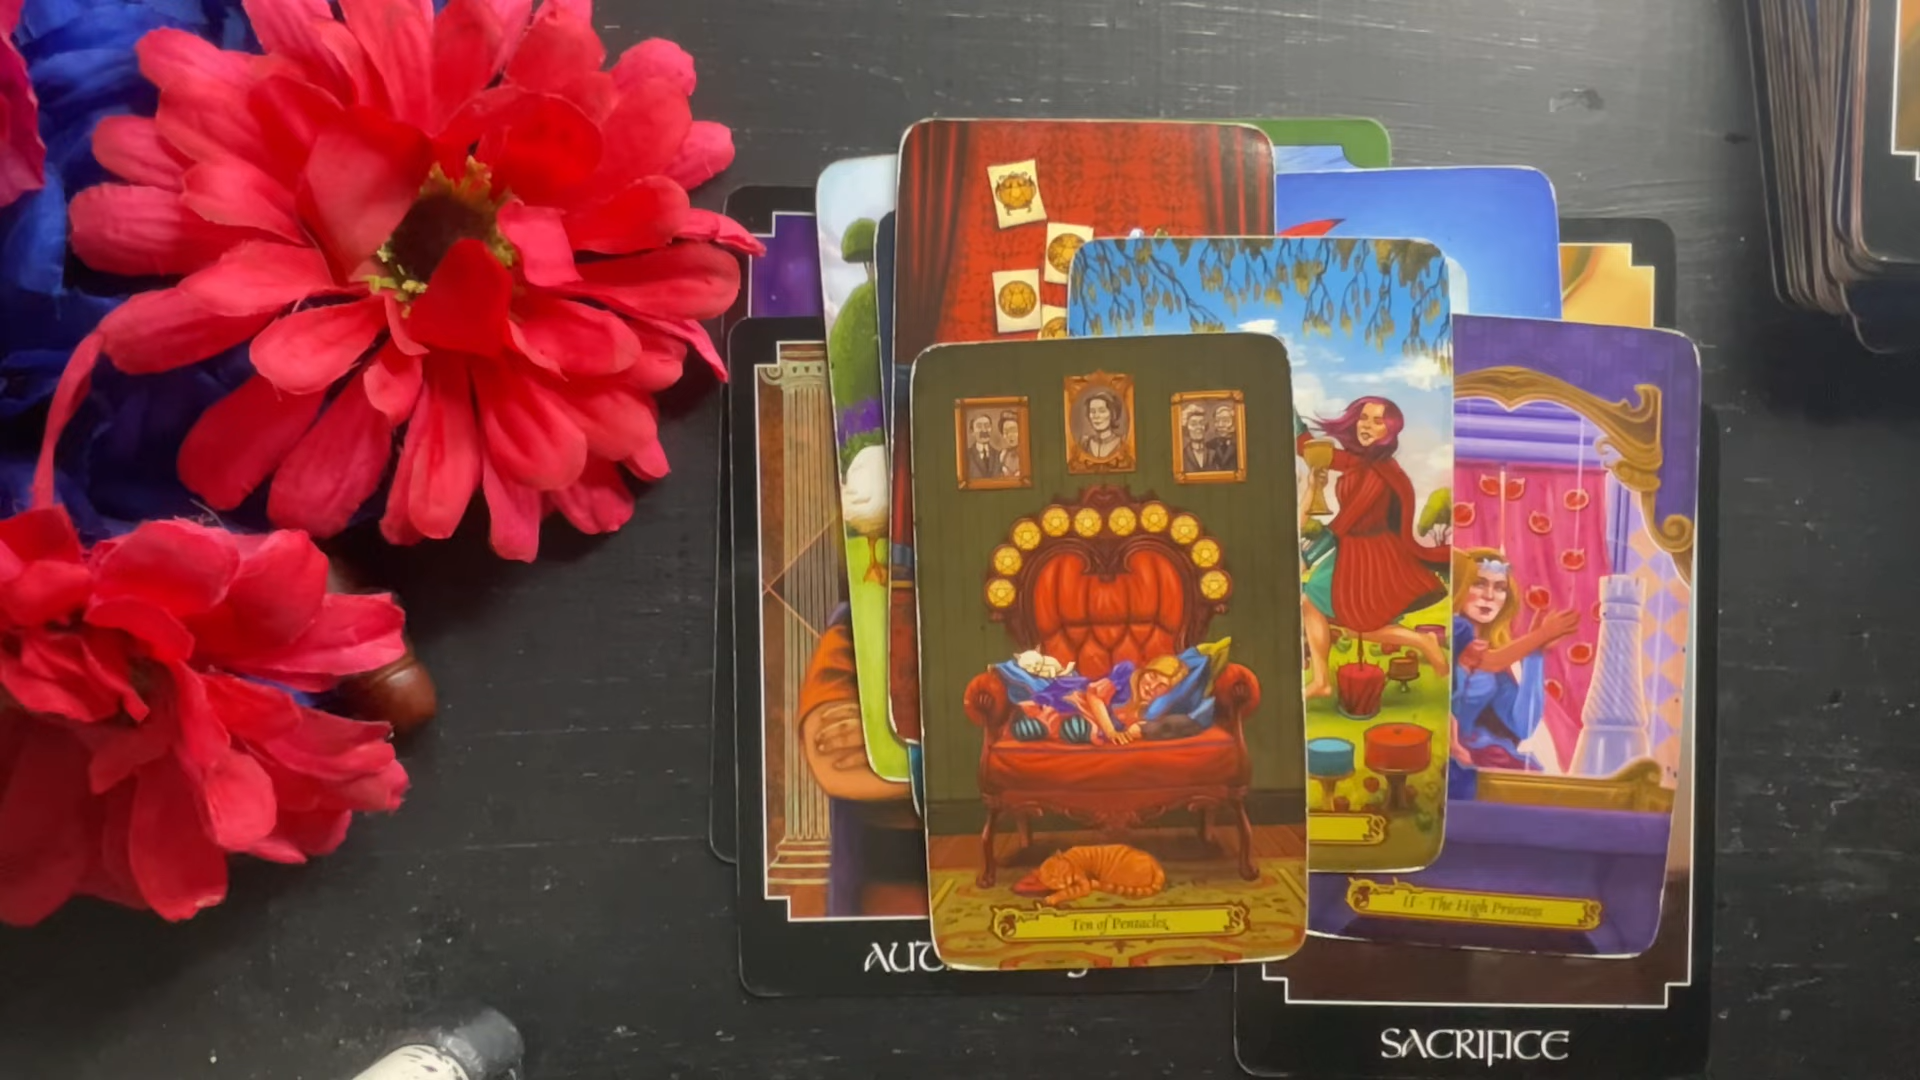 Ten of Pentacles
II - The High Priestess
SACRIFICE